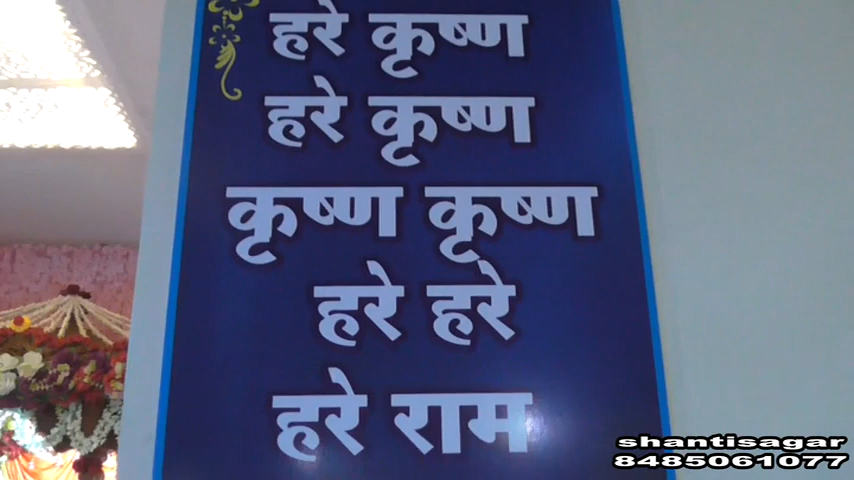 हरे कृष्ण
हरे कृष्ण
कृष्ण कृष्ण
हरे हरे
हरे राम
shantisagar
8485061077